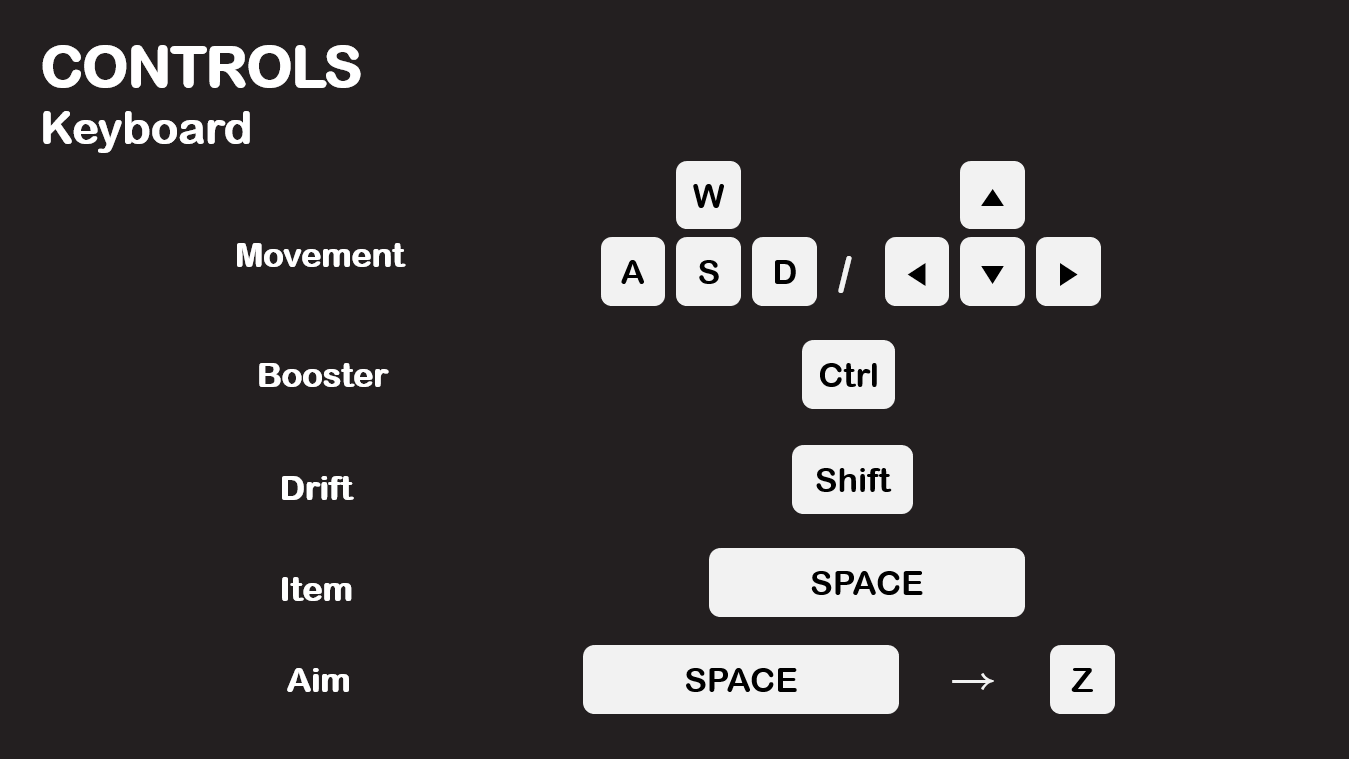 CONTROLS
Keyboard
W
▲
Movement A S D / ◀ ▼ ▶
Booster Ctrl
Drift Shift
Item SPACE
Aim SPACE → Z